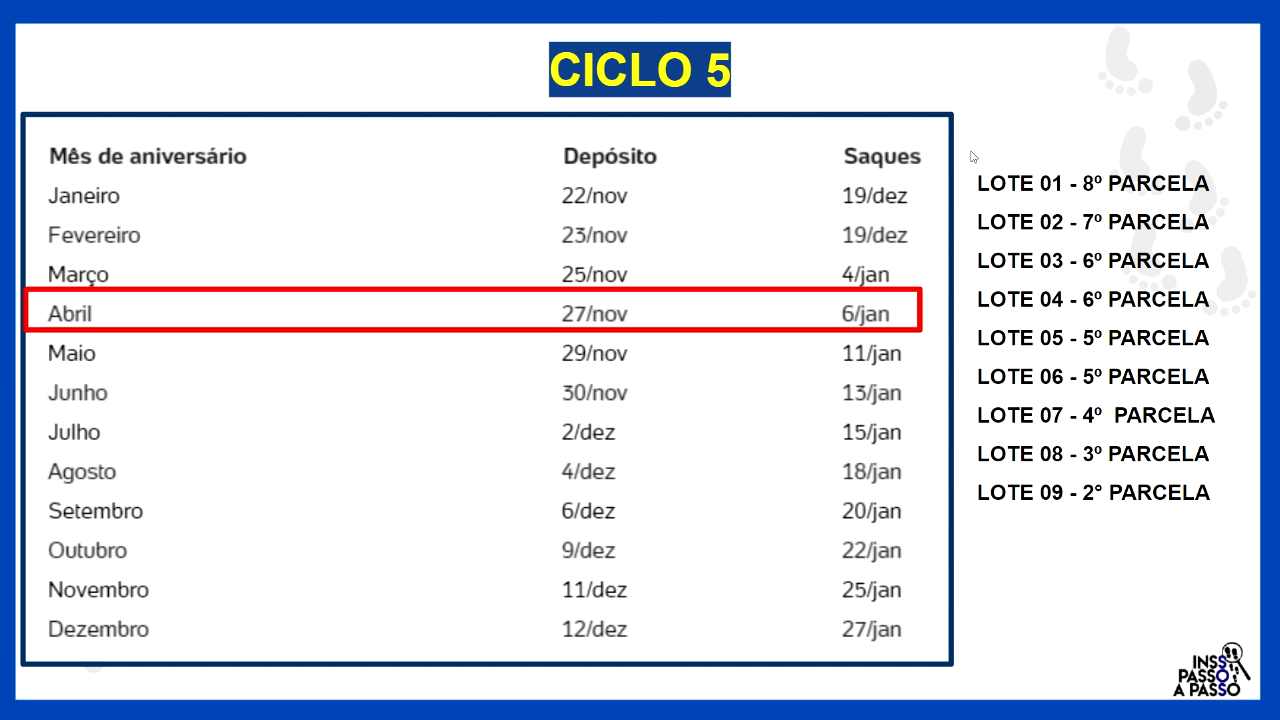 CICLO 5
Mês de aniversário Depósito Saques
Janeiro 22/nov 19/dez
Fevereiro 23/nov 19/dez
Março 25/nov 4/jan
Abril 27/nov 6/jan
Maio 29/nov 11/jan
Junho 30/nov 13/jan
Julho 2/dez 15/jan
Agosto 4/dez 18/jan
Setembro 6/dez 20/jan
Outubro 9/dez 22/jan
Novembro 11/dez 25/jan
Dezembro 12/dez 27/jan
LOTE 01 - 8º PARCELA
LOTE 02 - 7º PARCELA
LOTE 03 - 6º PARCELA
LOTE 04 - 6º PARCELA
LOTE 05 - 5º PARCELA
LOTE 06 - 5º PARCELA
LOTE 07 - 4º  PARCELA
LOTE 08 - 3º PARCELA
LOTE 09 - 2° PARCELA
INSS
PASSO
A PASSO